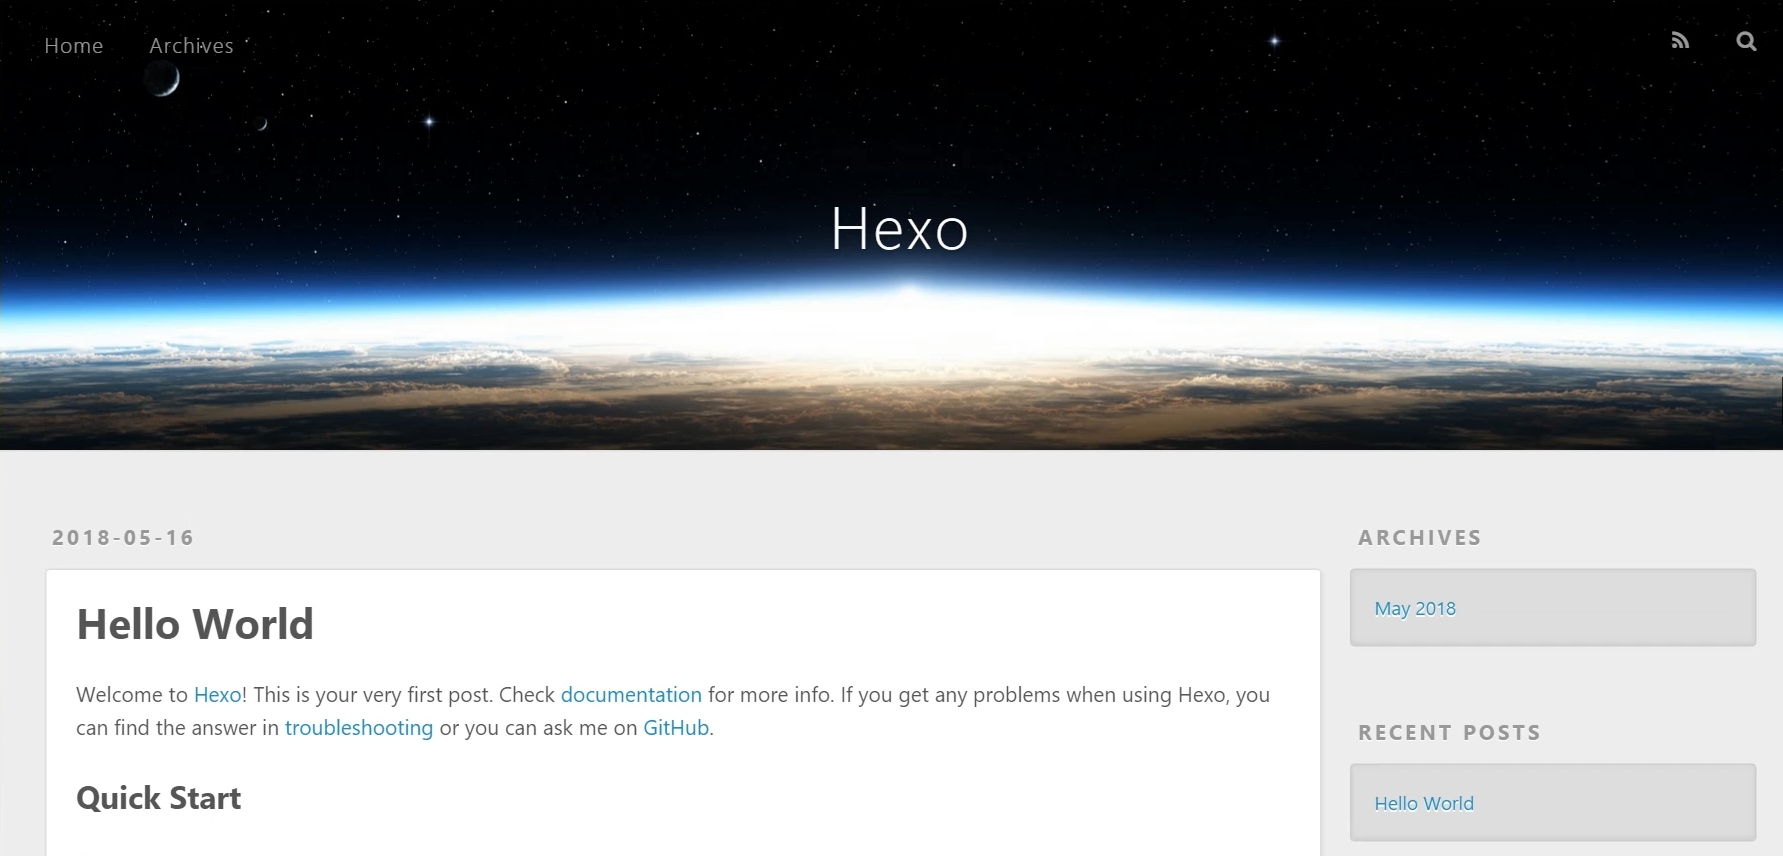 Home Archives
Hexo
2018-05-16
Hello World
Welcome to Hexo! This is your very first post. Check documentation for more info. If you get any problems when using Hexo, you
can find the answer in troubleshooting or you can ask me on GitHub.
Quick Start
ARCHIVES
May 2018
RECENT POSTS
Hello World